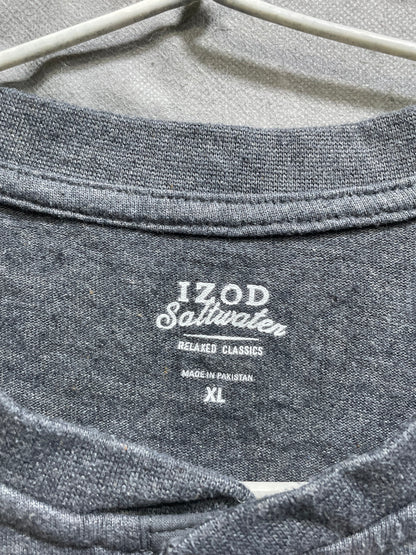 IZOD
Saltwater
RELAXED CLASSICS
MADE IN PAKISTAN
XL